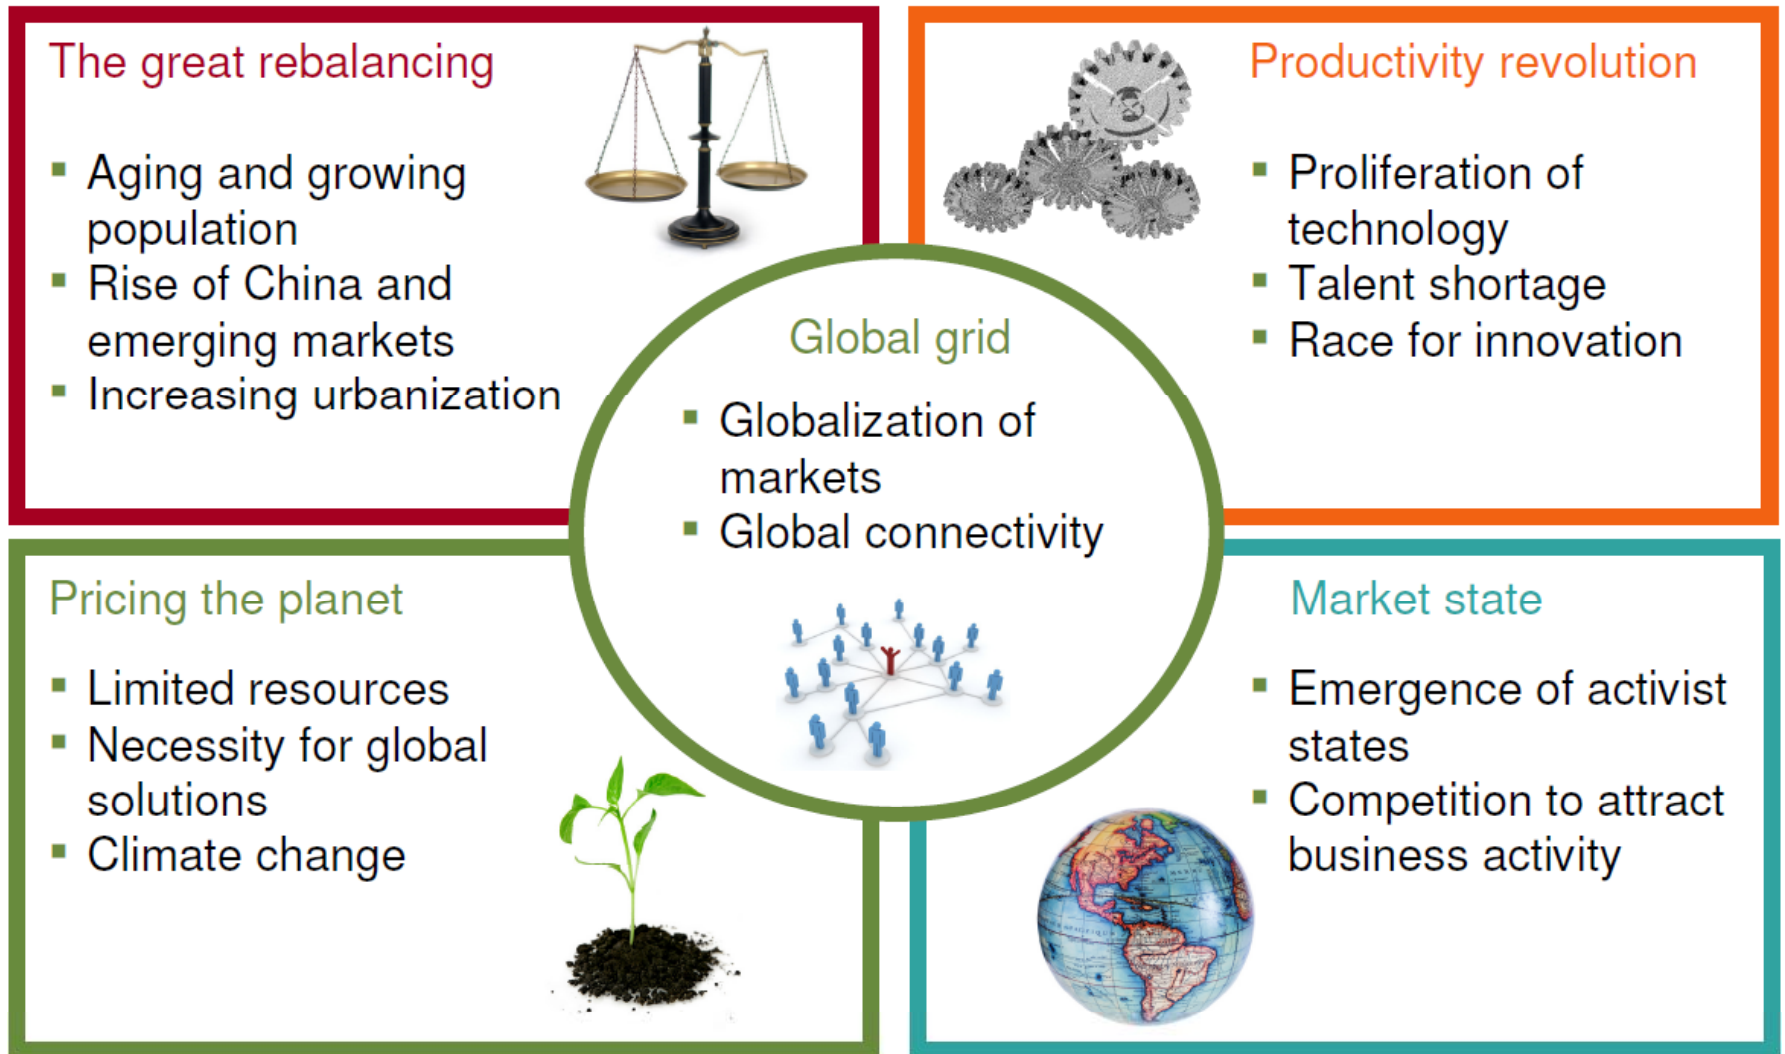 The great rebalancing
▪ Aging and growing
population
▪ Rise of China and
emerging markets
▪ Increasing urbanization
Productivity revolution
▪ Proliferation of
technology
▪ Talent shortage
▪ Race for innovation
Global grid
▪ Globalization of
markets
▪ Global connectivity
Pricing the planet
▪ Limited resources
▪ Necessity for global
solutions
▪ Climate change
Market state
▪ Emergence of activist
states
▪ Competition to attract
business activity